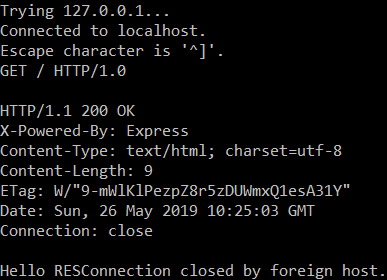 Trying 127.0.0.1...
Connected to localhost.
Escape character is '^]'.
GET / HTTP/1.0

HTTP/1.1 200 OK
X-Powered-By: Express
Content-Type: text/html; charset=utf-8
Content-Length: 9
ETag: W/"9-mWlKlPezpZ8r5zDUWmxQ1esA31Y"
Date: Sun, 26 May 2019 10:25:03 GMT
Connection: close

Hello RESConnection closed by foreign host.